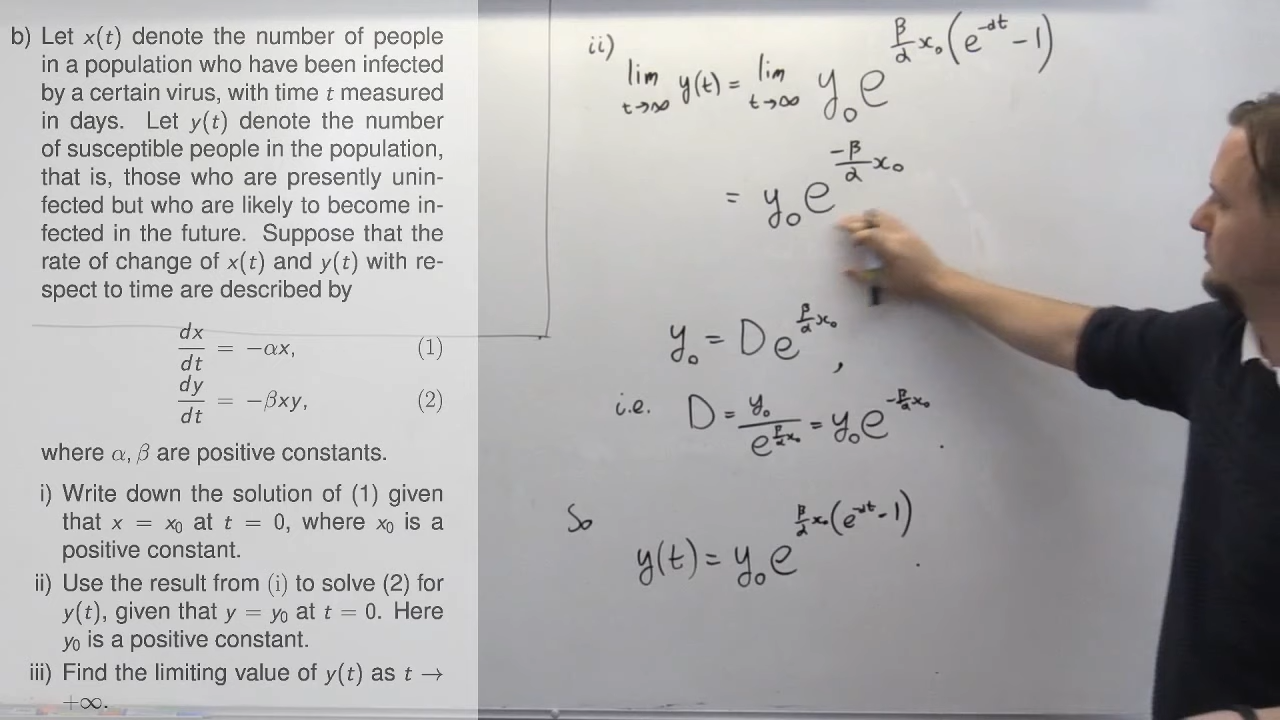 b) Let x(t) denote the number of people
in a population who have been infected
by a certain virus, with time t measured
in days. Let y(t) denote the number
of susceptible people in the population,
that is, those who are presently unin-
fected but who are likely to become in-
fected in the future. Suppose that the
rate of change of x(t) and y(t) with re-
spect to time are described by
dx/dt = −αx, (1)
dy/dt = −βxy, (2)
where α, β are positive constants.
i) Write down the solution of (1) given
that x = x₀ at t = 0, where x₀ is a
positive constant.
ii) Use the result from (i) to solve (2) for
y(t), given that y = y₀ at t = 0. Here
y₀ is a positive constant.
iii) Find the limiting value of y(t) as t →
+∞.
ii)
lim_{t→∞} y(t) = lim_{t→∞} y₀e^{β/α x₀(e^{-αt} - 1)}
= y₀e^{-β/α x₀}
y₀ = De^{β/α x₀},
i.e. D = y₀/e^{β/α x₀} = y₀e^{-β/α x₀}.
So
y(t) = y₀e^{β/α x₀(e^{-αt} - 1)}.